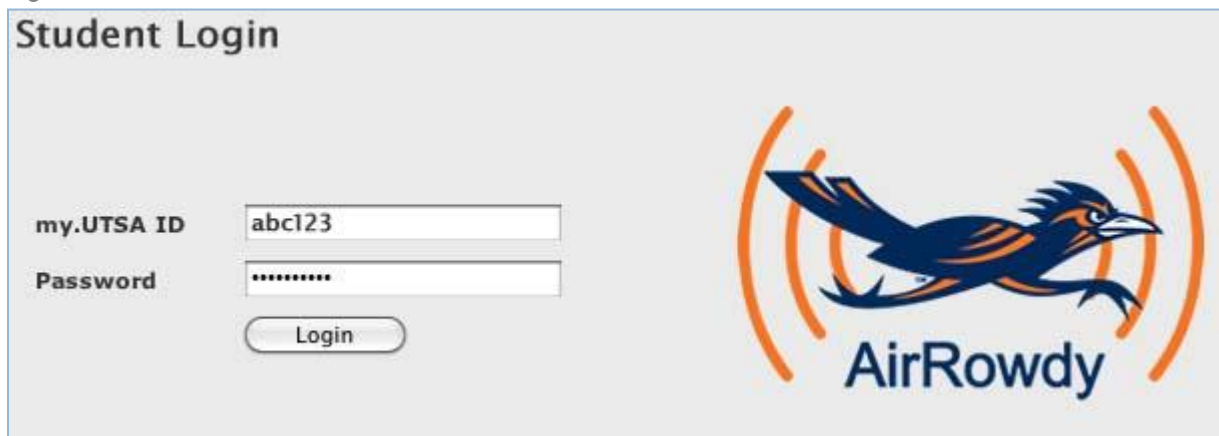 Student Login
my.UTSA ID
abc123
Password
••••••••••
Login
AirRowdy